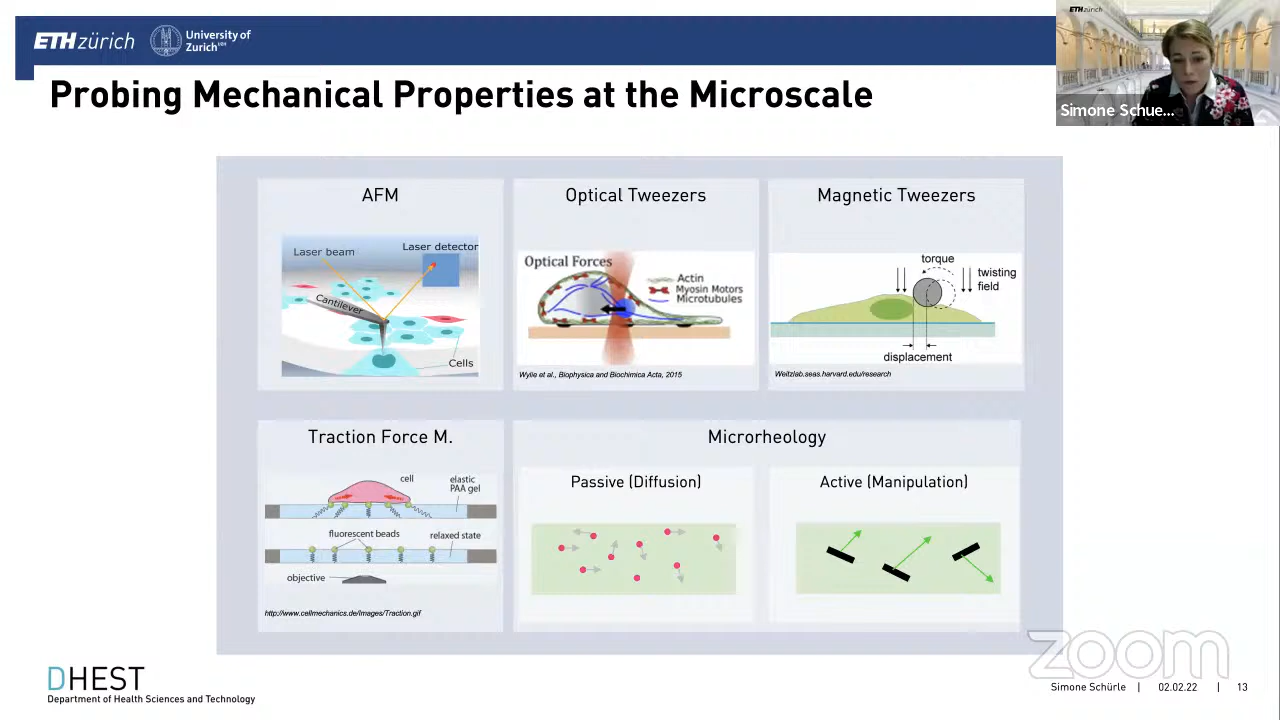 ETH zürich
University of
Zurich UZH
ETH zürich
Simone Schue...
Probing Mechanical Properties at the Microscale
AFM
Laser beam
Laser detector
Cantilever
Cells
Optical Tweezers
Optical Forces
Actin
Myosin Motors
Microtubules
Wylie et al., Biophysica and Biochimica Acta, 2015
Magnetic Tweezers
torque
twisting
field
displacement
Weitzlab.seas.harvard.edu/research
Traction Force M.
cell
elastic
PAA gel
fluorescent beads
relaxed state
objective
http://www.cellmechanics.de/Images/Traction.gif
Microrheology
Passive (Diffusion)
Active (Manipulation)
zoom
DHEST
Department of Health Sciences and Technology
Simone Schürle | 02.02.22 | 13